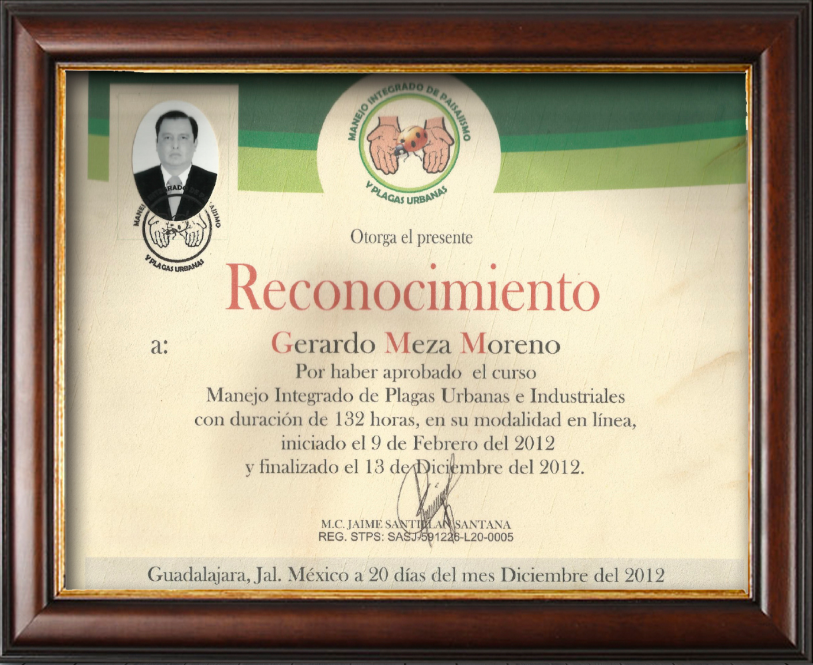 MANEJO INTEGRADO DE PAISAJISMO
Y PLAGAS URBANAS
Y PLAGAS URBANAS
Otorga el presente
Reconocimiento
a: Gerardo Meza Moreno
Por haber aprobado el curso
Manejo Integrado de Plagas Urbanas e Industriales
con duración de 132 horas, en su modalidad en línea,
iniciado el 9 de Febrero del 2012
y finalizado el 13 de Diciembre del 2012.
M.C. JAIME SANTILLAN SANTANA
REG. STPS: SASJ-591226-L20-0005
Guadalajara, Jal. México a 20 días del mes Diciembre del 2012